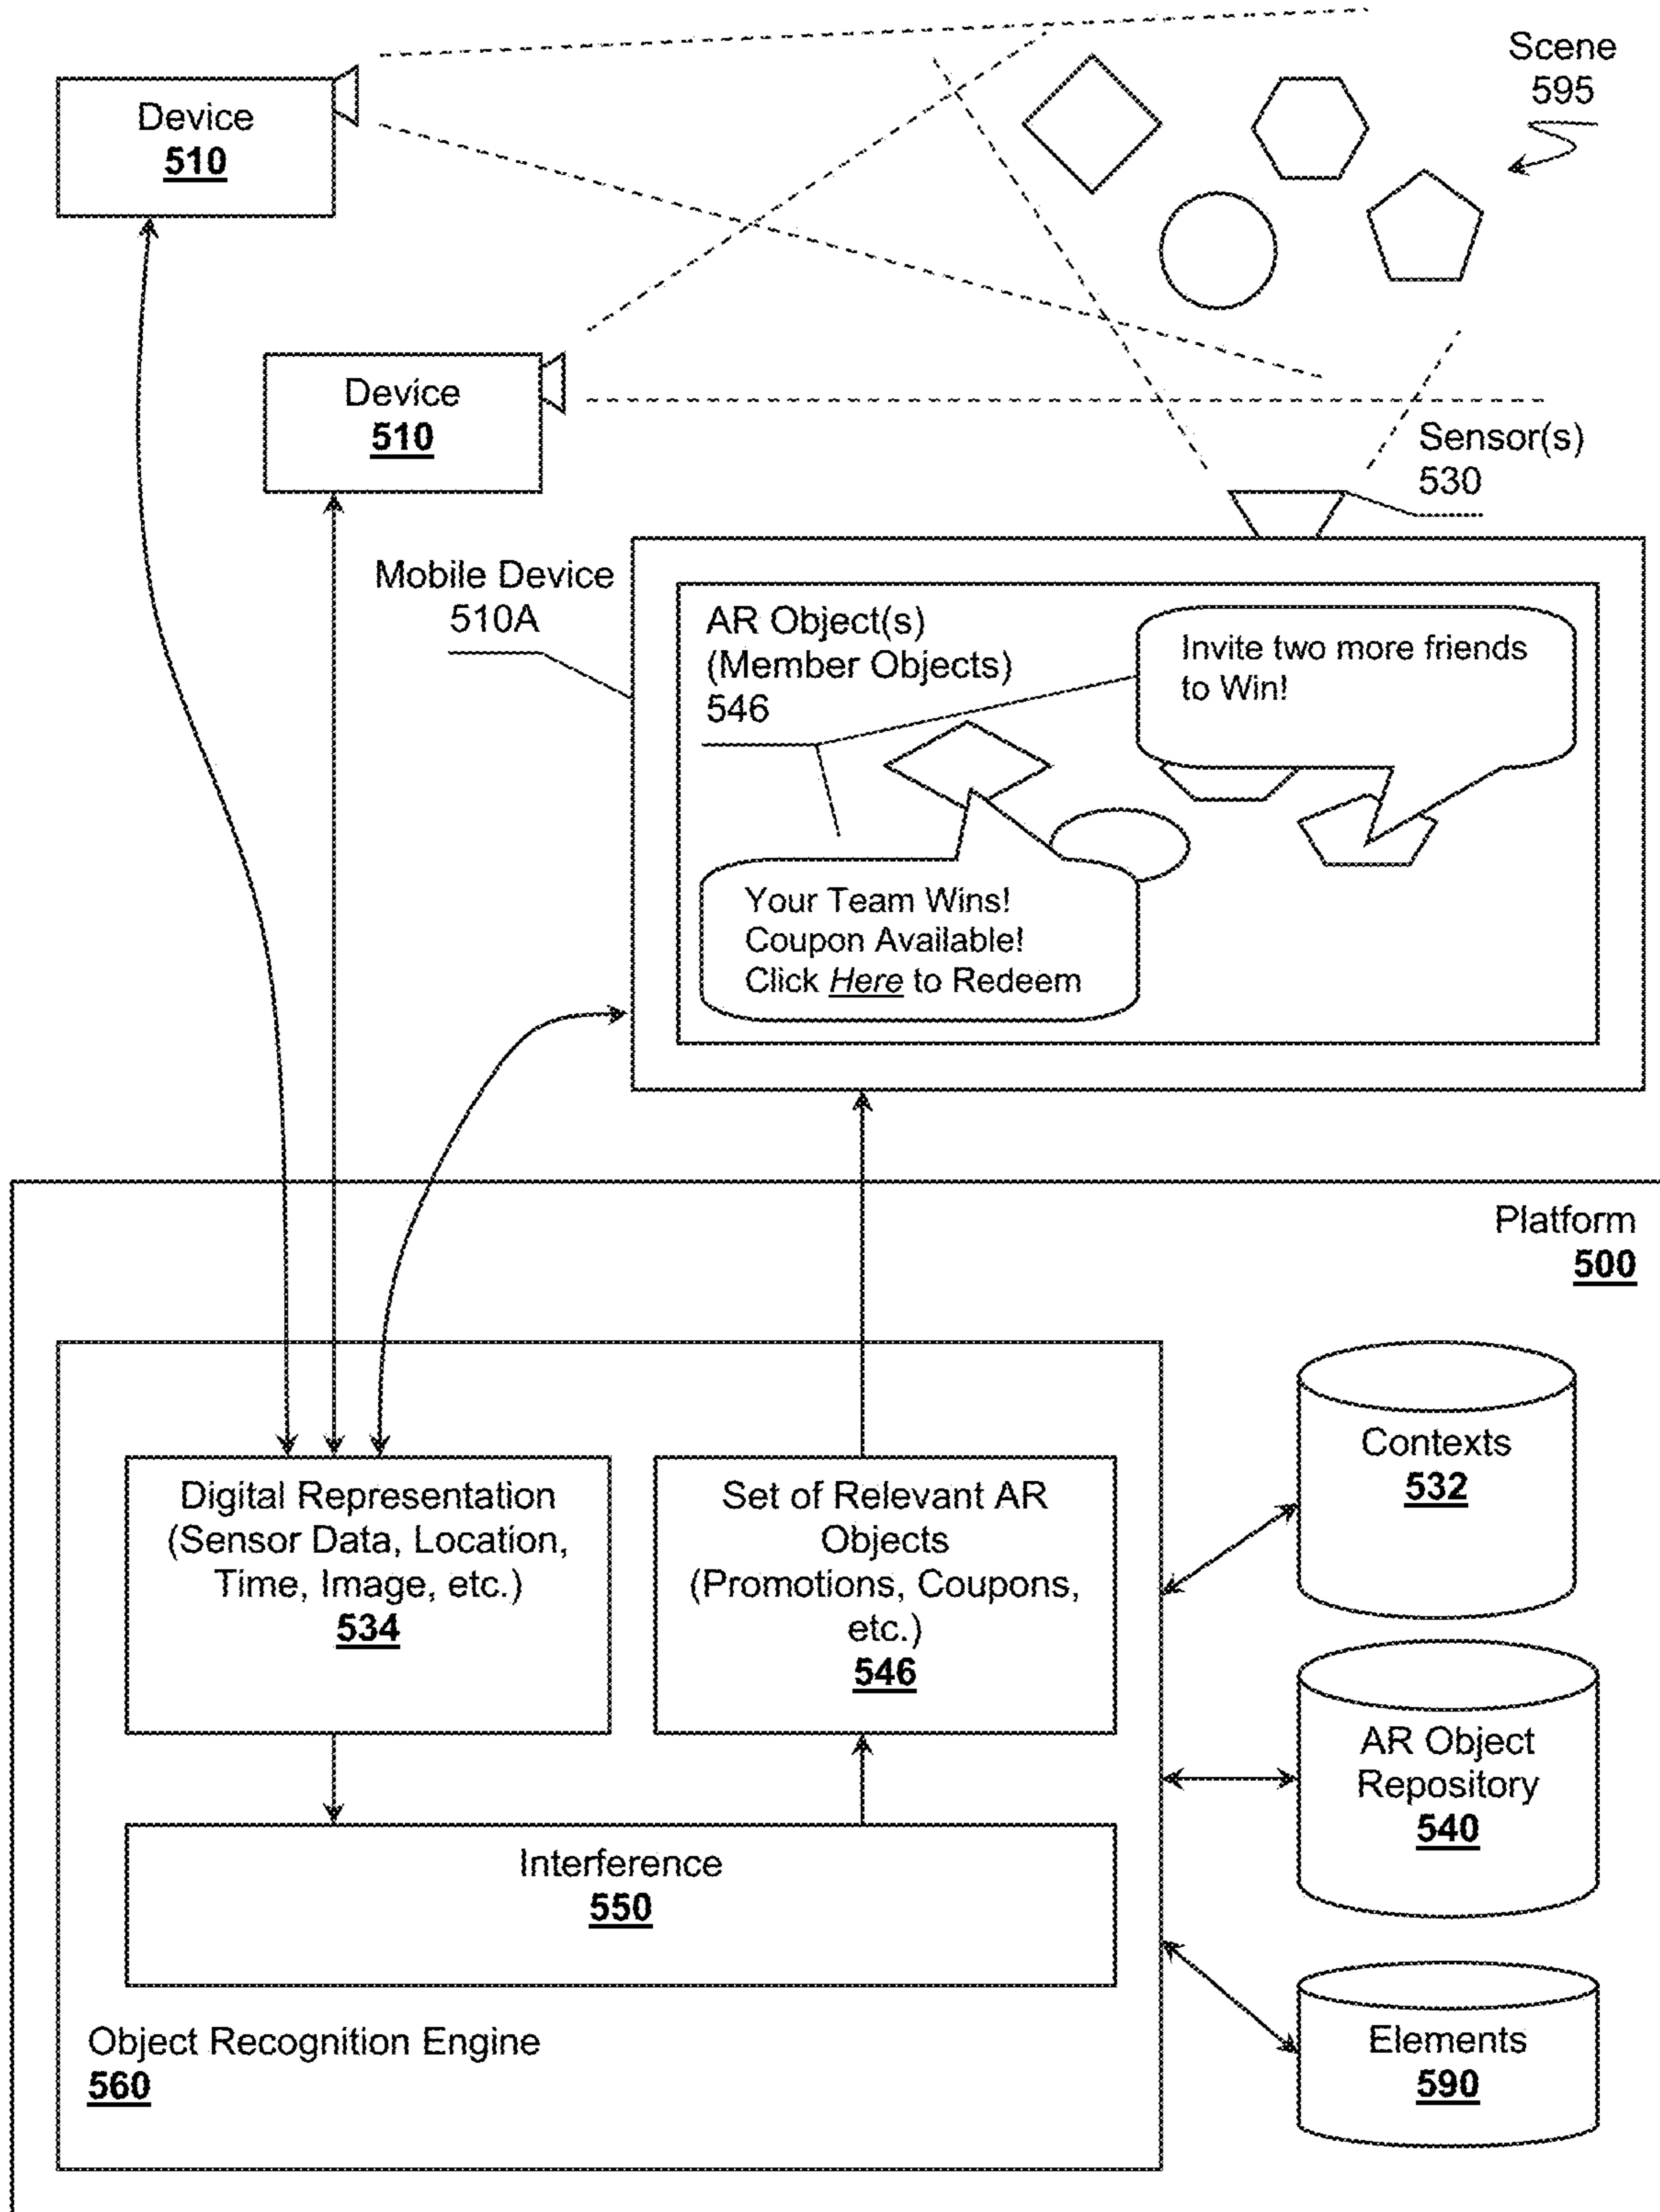 Scene
595
Device
510
Device
510
Sensor(s)
530
Mobile Device
510A
AR Object(s)
(Member Objects)
546
Invite two more friends
to Win!
Your Team Wins!
Coupon Available!
Click Here to Redeem
Platform
500
Digital Representation
(Sensor Data, Location,
Time, Image, etc.)
534
Set of Relevant AR
Objects
(Promotions, Coupons,
etc.)
546
Contexts
532
AR Object
Repository
540
Interference
550
Elements
590
Object Recognition Engine
560